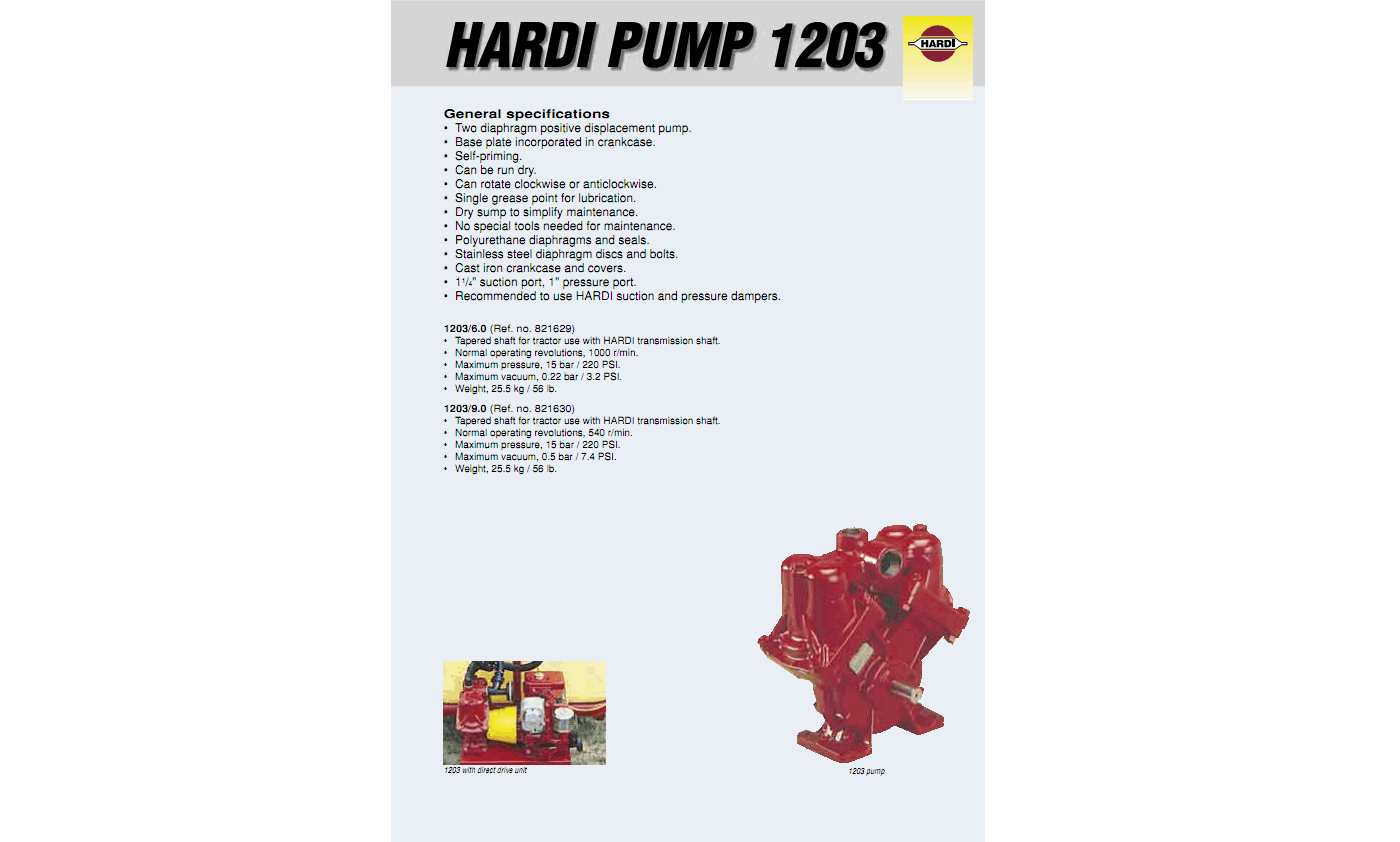 HARDI PUMP 1203
HARDI
General specifications
• Two diaphragm positive displacement pump.
• Base plate incorporated in crankcase.
• Self-priming.
• Can be run dry.
• Can rotate clockwise or anticlockwise.
• Single grease point for lubrication.
• Dry sump to simplify maintenance.
• No special tools needed for maintenance.
• Polyurethane diaphragms and seals.
• Stainless steel diaphragm discs and bolts.
• Cast iron crankcase and covers.
• 1 1/4" suction port, 1" pressure port.
• Recommended to use HARDI suction and pressure dampers.
1203/6.0 (Ref. no. 821629)
• Tapered shaft for tractor use with HARDI transmission shaft.
• Normal operating revolutions, 1000 r/min.
• Maximum pressure, 15 bar / 220 PSI.
• Maximum vacuum, 0.22 bar / 3.2 PSI.
• Weight, 25.5 kg / 56 lb.
1203/9.0 (Ref. no. 821630)
• Tapered shaft for tractor use with HARDI transmission shaft.
• Normal operating revolutions, 540 r/min.
• Maximum pressure, 15 bar / 220 PSI.
• Maximum vacuum, 0.5 bar / 7.4 PSI.
• Weight, 25.5 kg / 56 lb.
1203 with direct drive unit
1203 pump